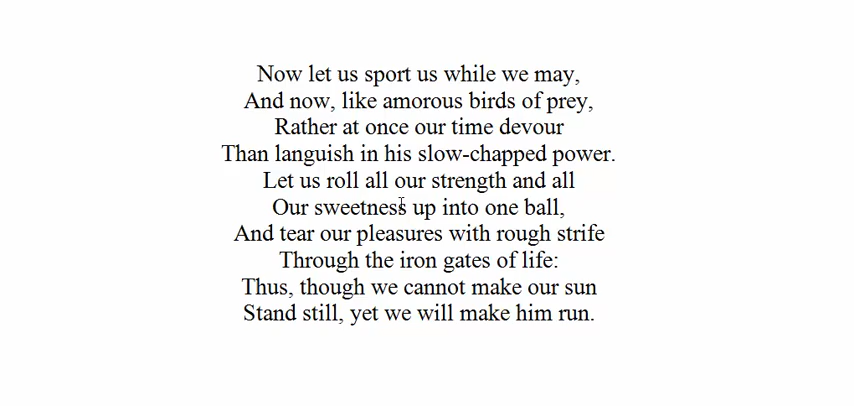 Now let us sport us while we may,
And now, like amorous birds of prey,
Rather at once our time devour
Than languish in his slow-chapped power.
Let us roll all our strength and all
Our sweetness up into one ball,
And tear our pleasures with rough strife
Through the iron gates of life:
Thus, though we cannot make our sun
Stand still, yet we will make him run.